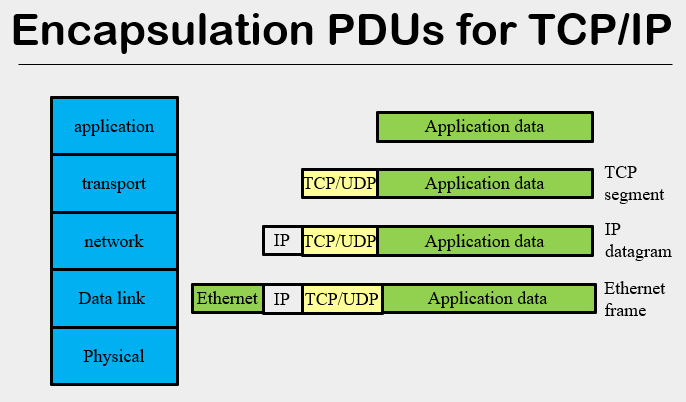 Encapsulation PDUs for TCP/IP
application
Application data
transport
TCP/UDP
Application data
TCP
segment
network
IP
TCP/UDP
Application data
IP
datagram
Data link
Ethernet
IP
TCP/UDP
Application data
Ethernet
frame
Physical